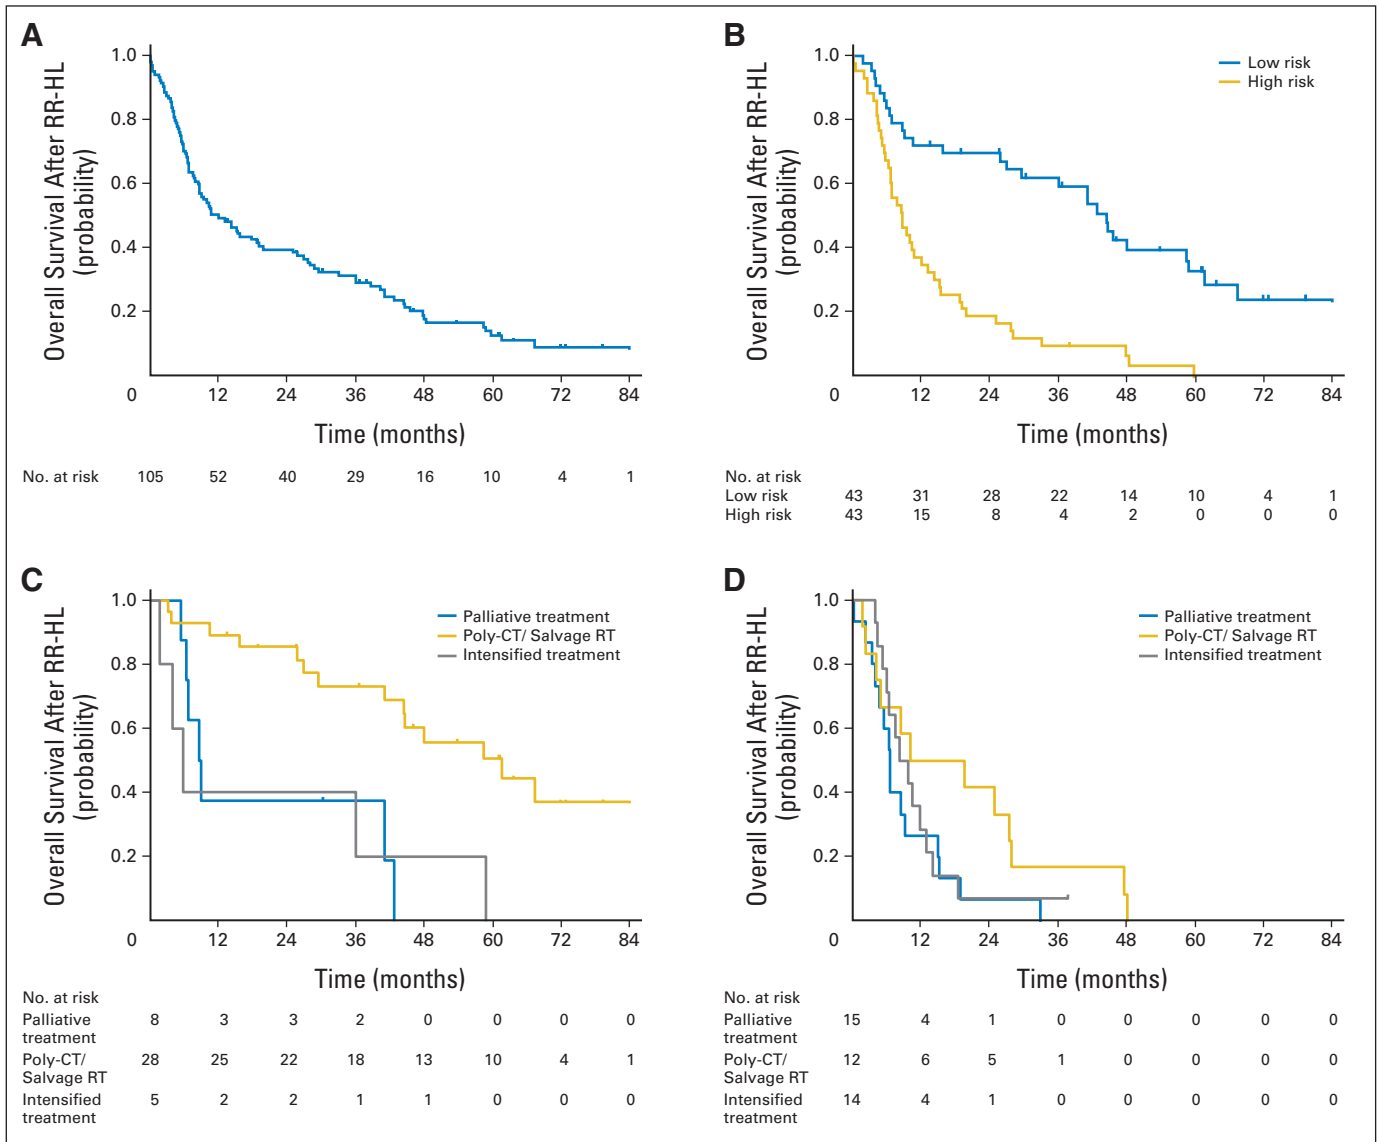 A
Overall Survival After RR-HL
(probability)
1.0
0.8
0.6
0.4
0.2
0 12 24 36 48 60 72 84
Time (months)
No. at risk 105 52 40 29 16 10 4 1
B
Overall Survival After RR-HL
(probability)
1.0
0.8
0.6
0.4
0.2
Low risk
High risk
0 12 24 36 48 60 72 84
Time (months)
No. at risk
Low risk 43 31 28 22 14 10 4 1
High risk 43 15 8 4 2 0 0 0
C
Overall Survival After RR-HL
(probability)
1.0
0.8
0.6
0.4
0.2
Palliative treatment
Poly-CT/ Salvage RT
Intensified treatment
0 12 24 36 48 60 72 84
Time (months)
No. at risk
Palliative 8 3 3 2 0 0 0 0
treatment
Poly-CT/ 28 25 22 18 13 10 4 1
Salvage RT
Intensified 5 2 2 1 1 0 0 0
treatment
D
Overall Survival After RR-HL
(probability)
1.0
0.8
0.6
0.4
0.2
Palliative treatment
Poly-CT/ Salvage RT
Intensified treatment
0 12 24 36 48 60 72 84
Time (months)
No. at risk
Palliative 15 4 1 0 0 0 0 0
treatment
Poly-CT/ 12 6 5 1 0 0 0 0
Salvage RT
Intensified 14 4 1 0 0 0 0 0
treatment